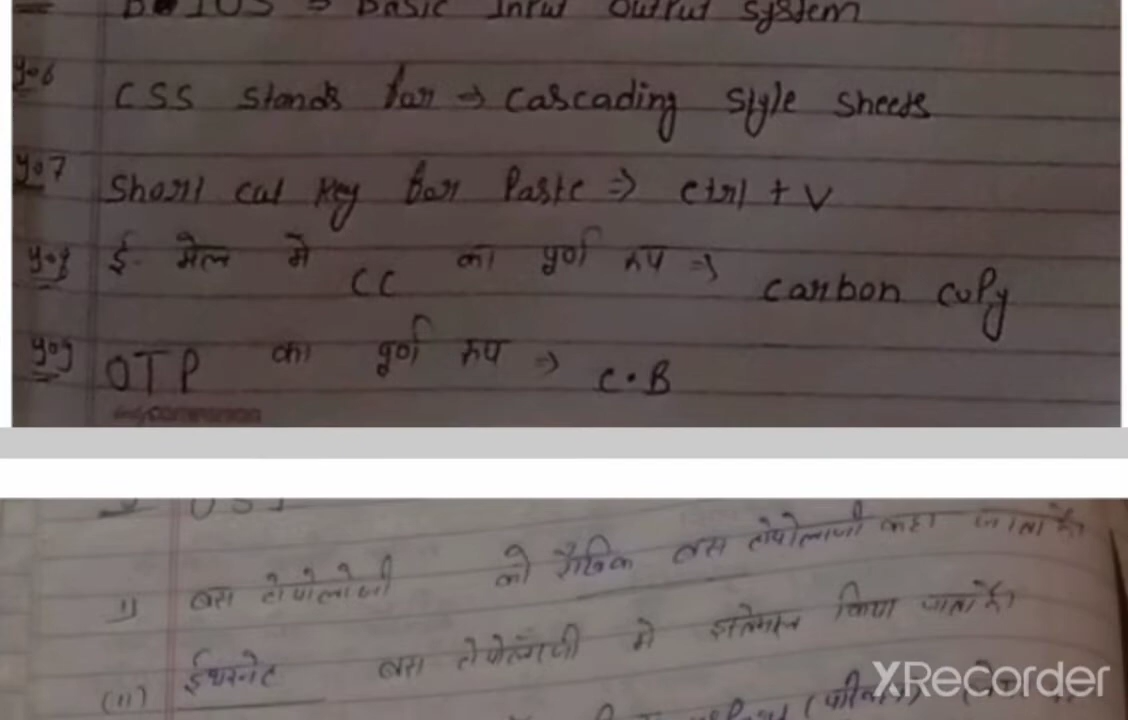 BIOS ⇒ Basic Input Output System
CSS Stands for → Cascading Style Sheets
Short cut key for Paste ⇒ ctrl + V
ई-मेल मे CC का पूर्ण रूप ⇒ carbon copy
OTP का पूर्ण रूप → C.B
बस टोपोलोजी को रैखिक बस टोपोलाजी कहा जाता है।
(ii) ईथरनेट बस टोपोलॉजी मे इस्तेमाल किया जाता है।
XRecorder